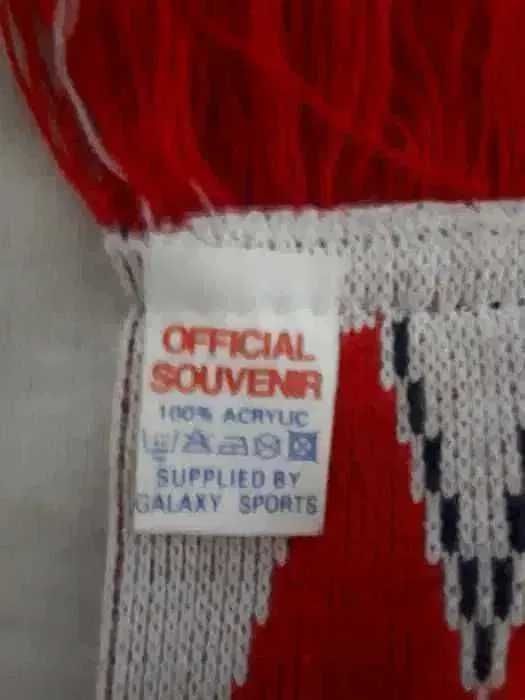 OFFICIAL
SOUVENIR
100% ACRYLIC
SUPPLIED BY
GALAXY SPORTS